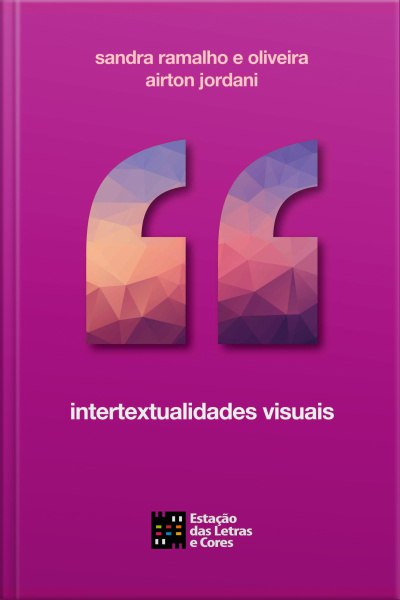 sandra ramalho e oliveira
airton jordani
“
intertextualidades visuais
Estação
das Letras
e Cores